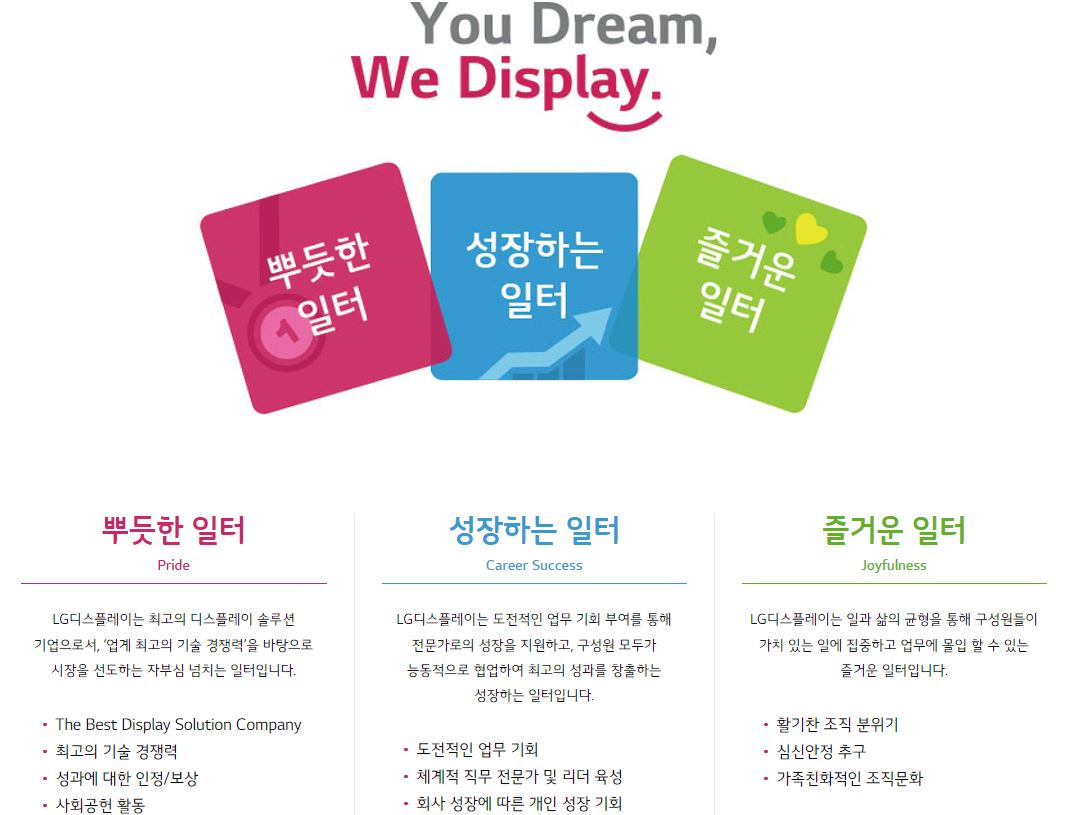 You Dream,
We Display.
뿌듯한
일터
1
성장하는
일터
즐거운
일터
뿌듯한 일터
Pride
LG디스플레이는 최고의 디스플레이 솔루션
기업으로서, '업계 최고의 기술 경쟁력'을 바탕으로
시장을 선도하는 자부심 넘치는 일터입니다.
• The Best Display Solution Company
• 최고의 기술 경쟁력
• 성과에 대한 인정/보상
• 사회공헌 활동
성장하는 일터
Career Success
LG디스플레이는 도전적인 업무 기회 부여를 통해
전문가로의 성장을 지원하고, 구성원 모두가
능동적으로 협업하여 최고의 성과를 창출하는
성장하는 일터입니다.
• 도전적인 업무 기회
• 체계적 직무 전문가 및 리더 육성
• 회사 성장에 따른 개인 성장 기회
즐거운 일터
Joyfulness
LG디스플레이는 일과 삶의 균형을 통해 구성원들이
가치 있는 일에 집중하고 업무에 몰입 할 수 있는
즐거운 일터입니다.
• 활기찬 조직 분위기
• 심신안정 추구
• 가족친화적인 조직문화